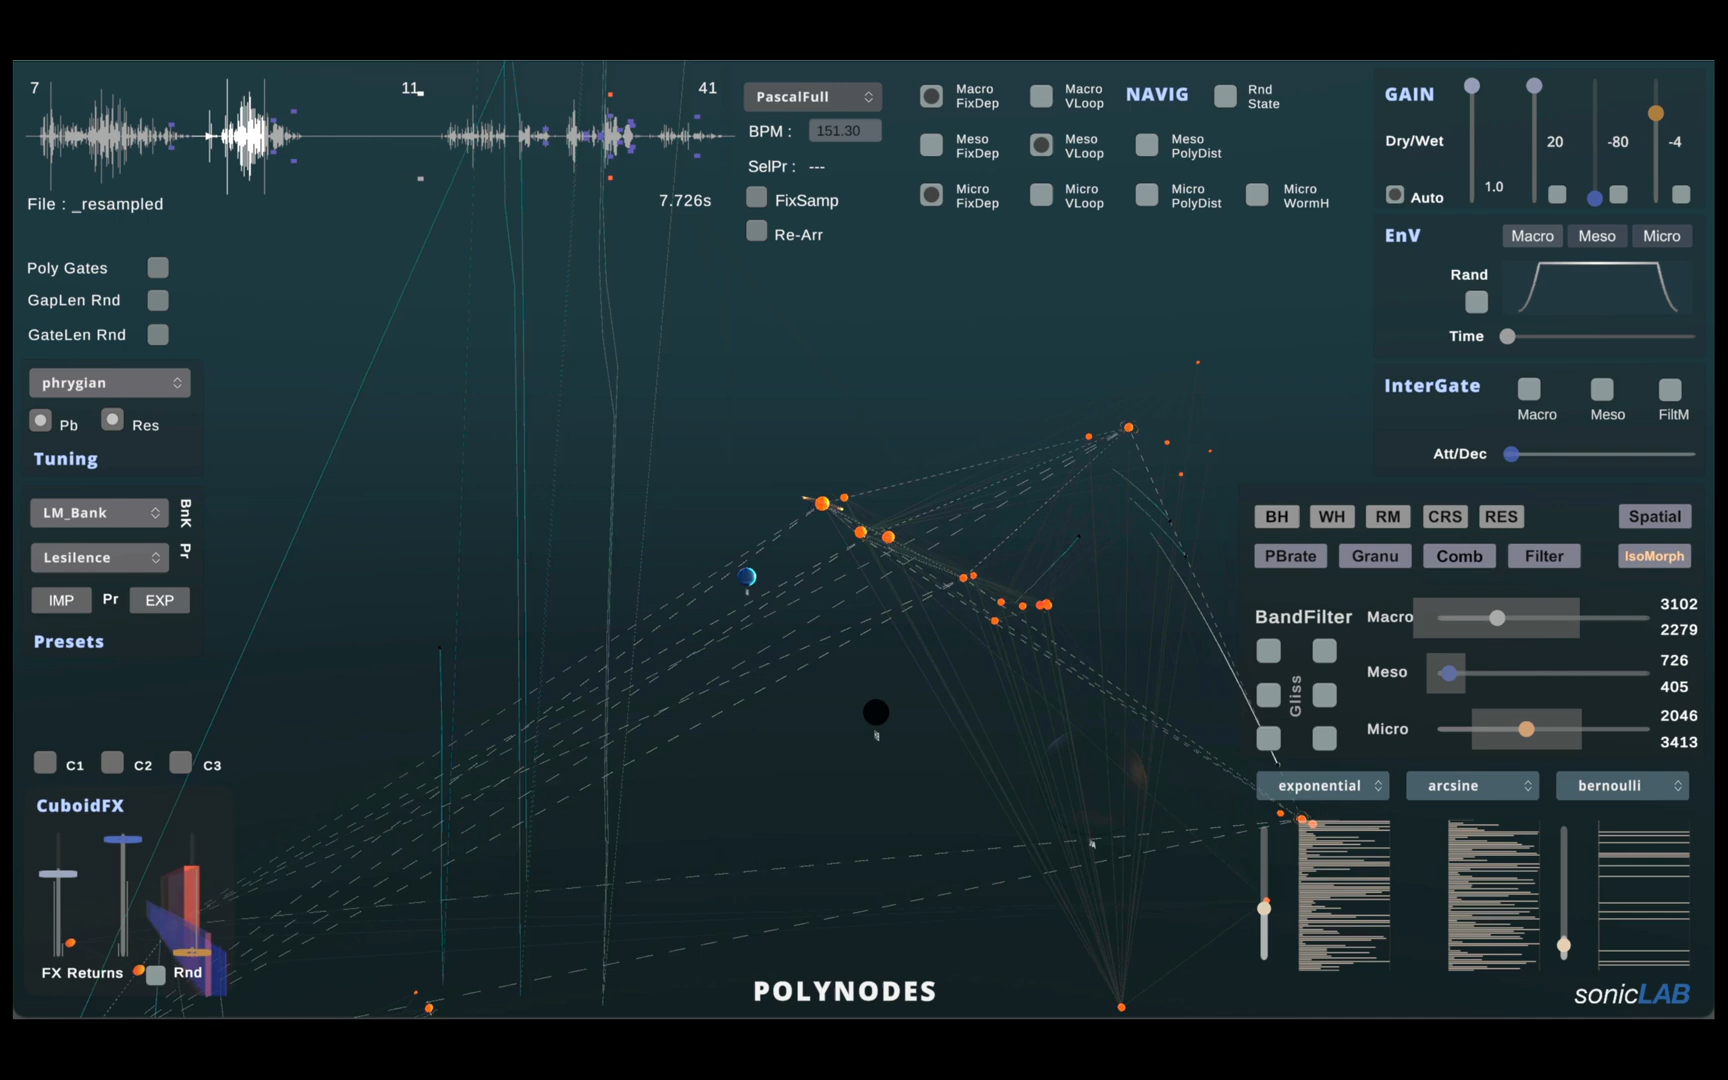 7
11
41
File : _resampled
7.726s
Poly Gates
GapLen Rnd
GateLen Rnd
phrygian
Pb
Res
Tuning
LM_Bank
BnK
Lesilence
Pr
IMP
Pr
EXP
Presets
C1
C2
C3
CuboidFX
FX Returns
Rnd
PascalFull
BPM :
151.30
SelPr :
---
FixSamp
Re-Arr
Macro
FixDep
Macro
VLoop
NAVIG
Rnd
State
Meso
FixDep
Meso
VLoop
Meso
PolyDist
Micro
FixDep
Micro
VLoop
Micro
PolyDist
Micro
WormH
GAIN
Dry/Wet
20
-80
-4
1.0
Auto
EnV
Macro
Meso
Micro
Rand
Time
InterGate
Macro
Meso
FiltM
Att/Dec
BH
WH
RM
CRS
RES
Spatial
PBrate
Granu
Comb
Filter
IsoMorph
BandFilter
Gliss
Macro
3102
2279
Meso
726
405
Micro
2046
3413
exponential
arcsine
bernoulli
POLYNODES
sonicLAB